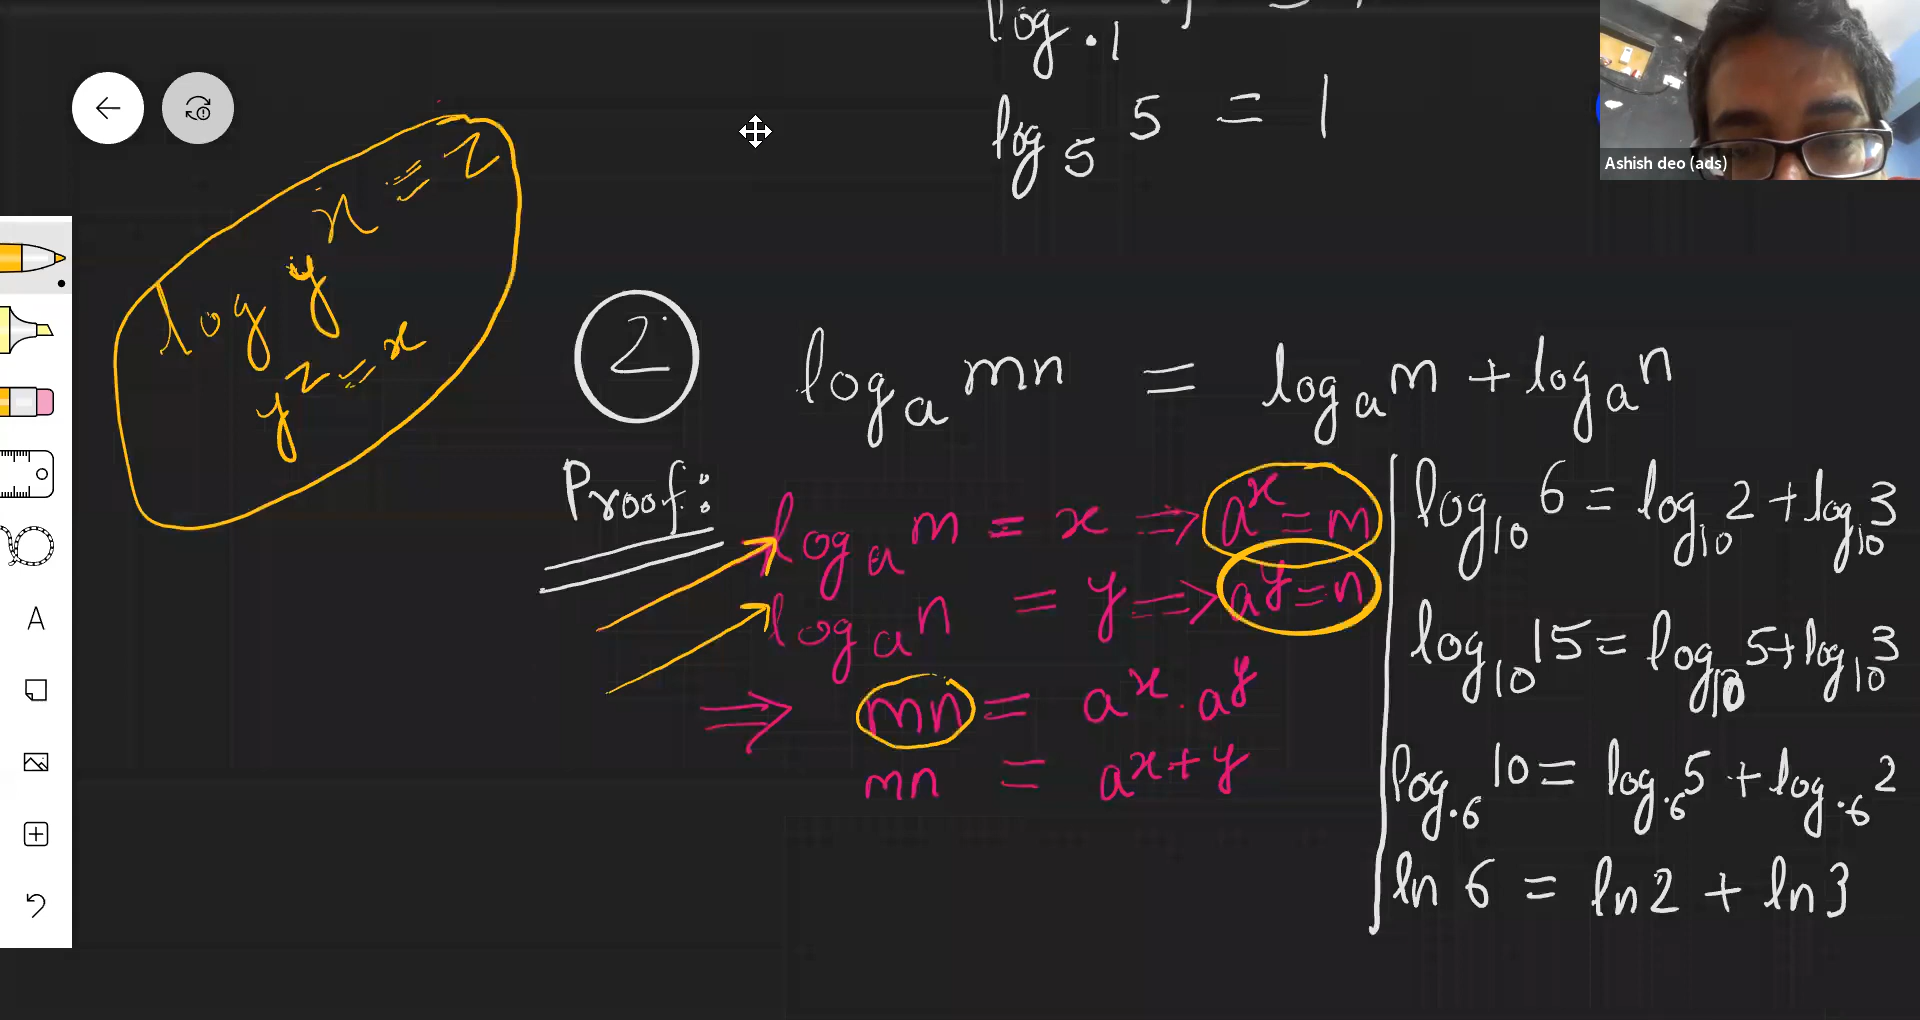 log.1
log₅ 5 = 1
Ashish deo (ads)
log y x = z
y^z = x
2
logₐ mn = logₐ m + logₐ n
Proof:
logₐ m = x ⇒ a^x = m
logₐ n = y ⇒ a^y = n
⇒ mn = a^x . a^y
mn = a^(x+y)
log₁₀ 6 = log₁₀ 2 + log₁₀ 3
log₁₀ 15 = log₁₀ 5 + log₁₀ 3
log.₆ 10 = log.₆ 5 + log.₆ 2
ln 6 = ln 2 + ln 3
A